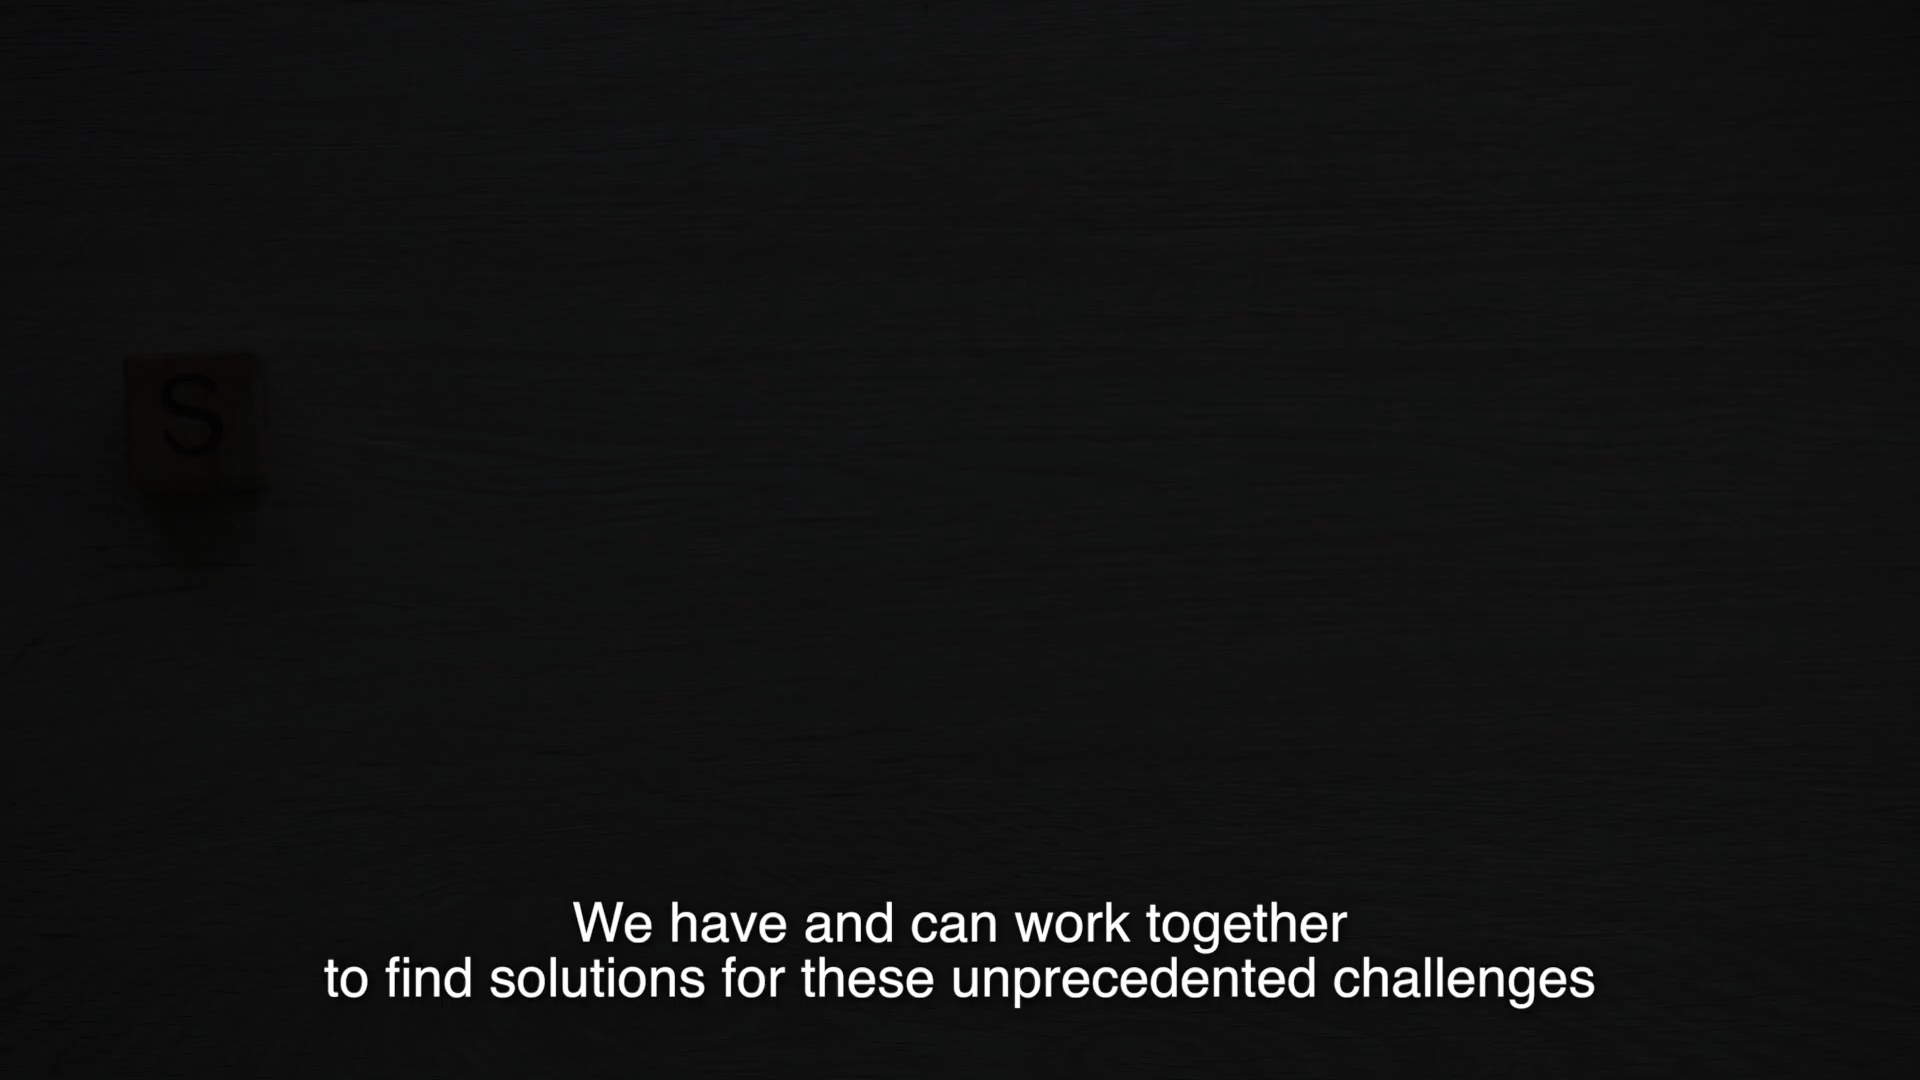 S
We have and can work together
to find solutions for these unprecedented challenges